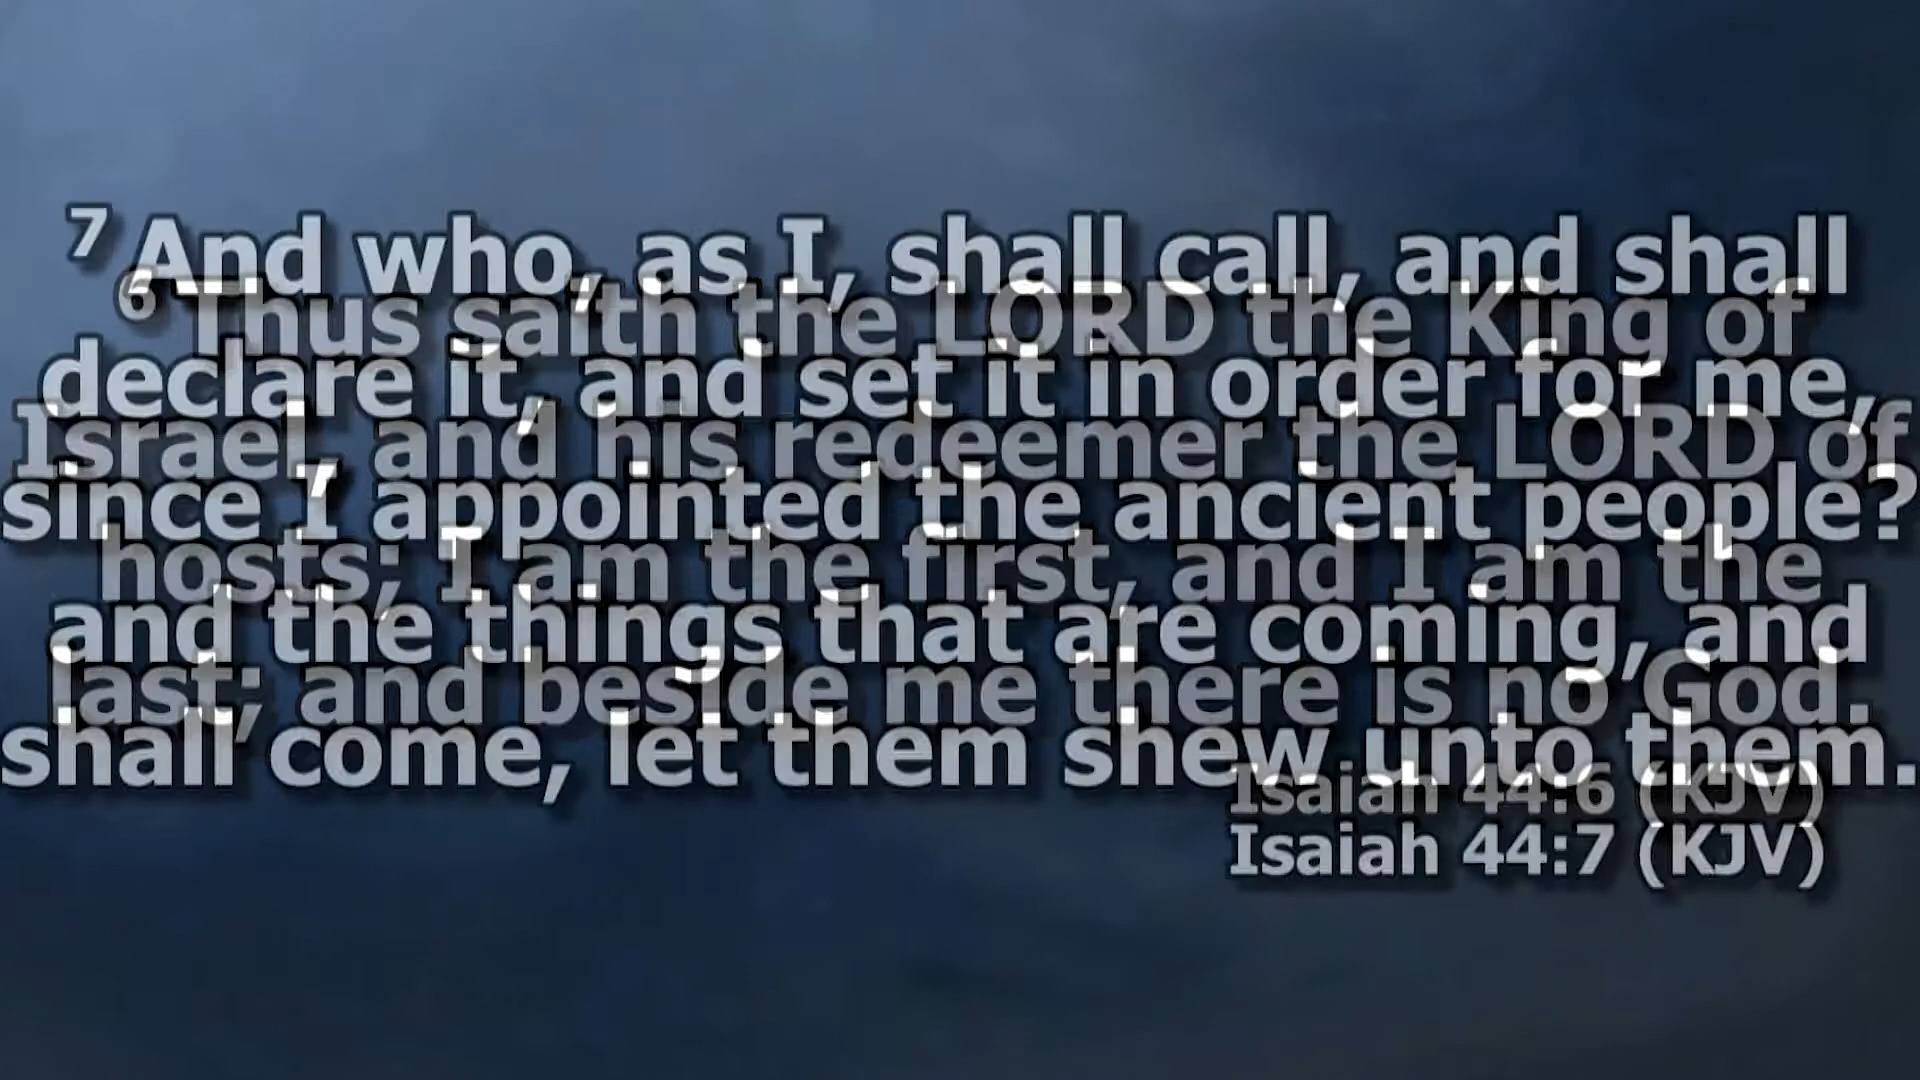 7 And who, as I, shall call, and shall
6 Thus saith the LORD the King of
declare it, and set it in order for me,
Israel, and his redeemer the LORD of
since I appointed the ancient people?
hosts; I am the first, and I am the
and the things that are coming, and
last; and beside me there is no God.
shall come, let them shew unto them.
Isaiah 44:6 (KJV)
Isaiah 44:7 (KJV)